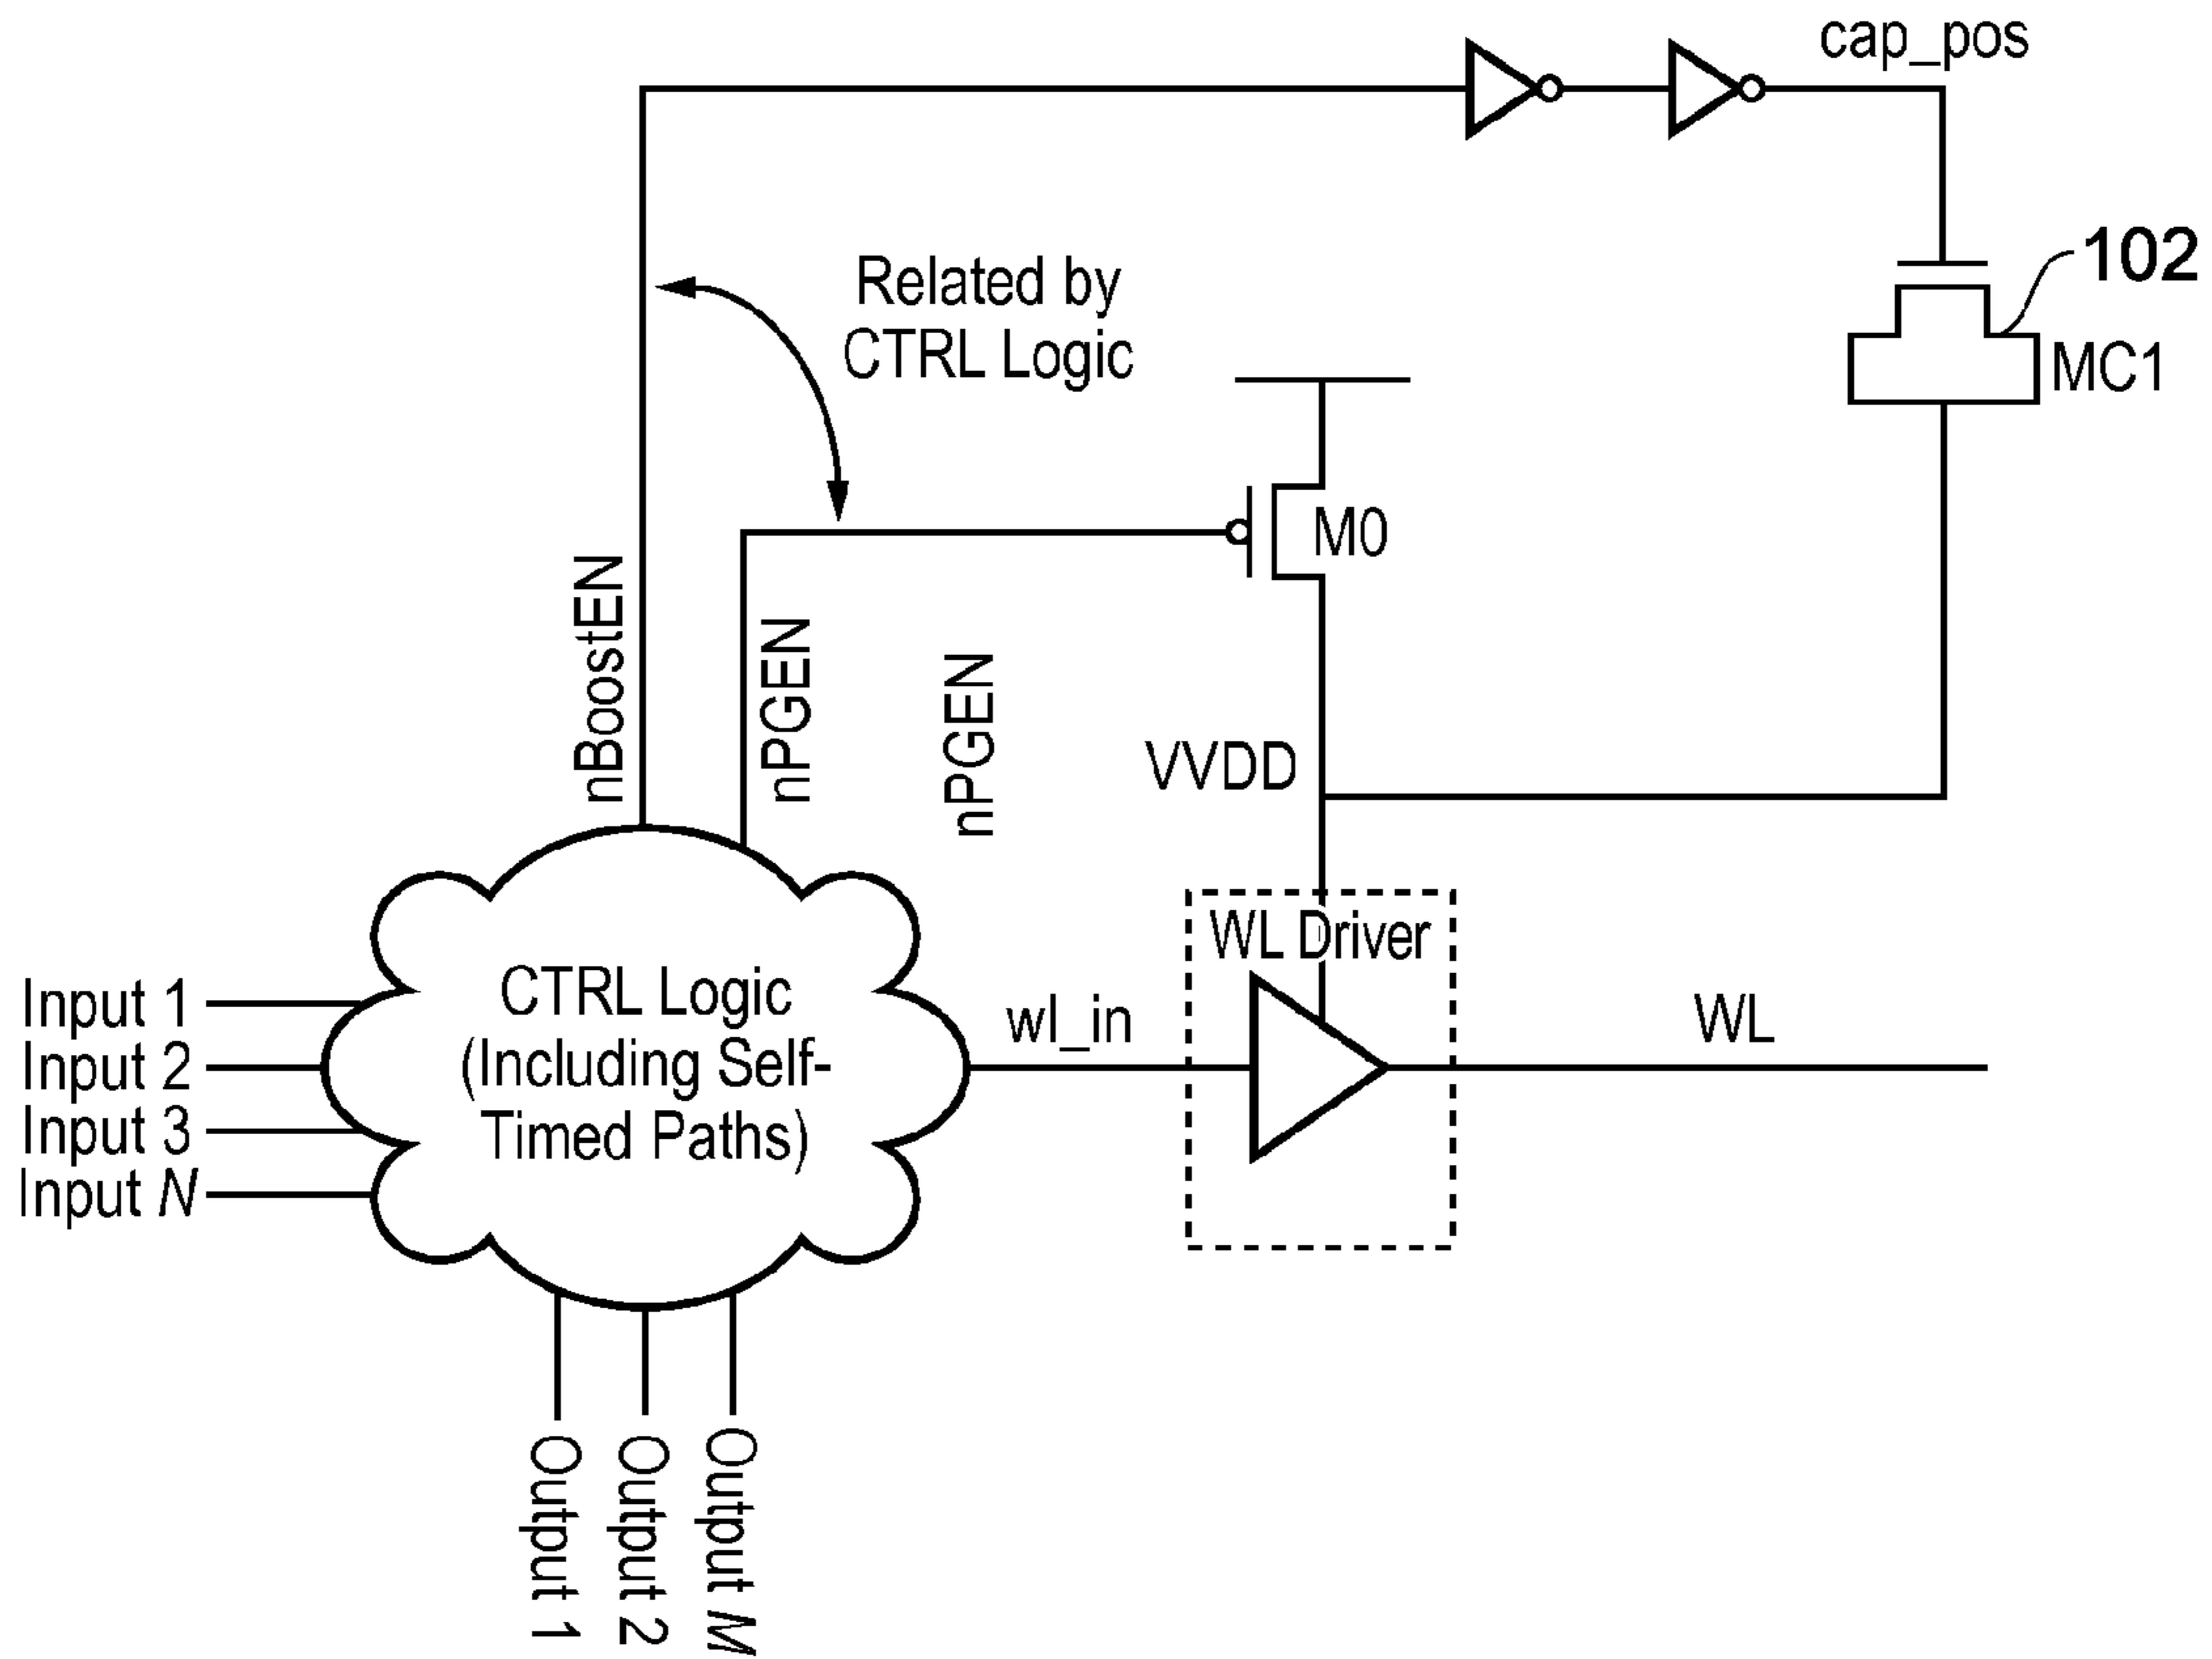 cap_pos
102
Related by
CTRL Logic
MC1
M0
nBoostEN
nPGEN
nPGEN
VVDD
WL Driver
CTRL Logic
(Including Self-
Timed Paths)
wl_in
WL
Input 1
Input 2
Input 3
Input N
Output 1
Output 2
Output M